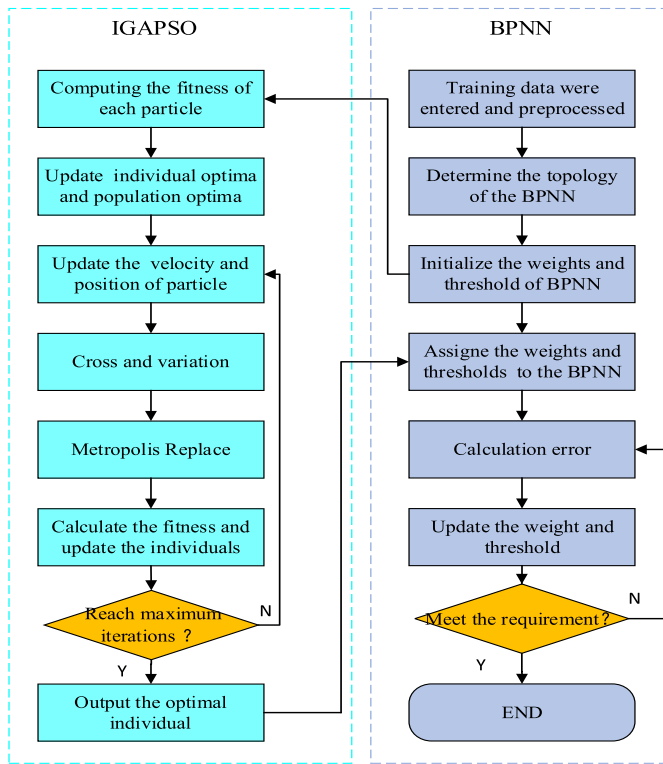 IGAPSO
Computing the fitness of
each particle
Update individual optima
and population optima
Update the velocity and
position of particle
Cross and variation
Metropolis Replace
Calculate the fitness and
update the individuals
Reach maximum
iterations ?
N
Y
Output the optimal
individual
BPNN
Training data were
entered and preprocessed
Determine the topology
of the BPNN
Initialize the weights and
threshold of BPNN
Assigne the weights and
thresholds to the BPNN
Calculation error
Update the weight and
threshold
Meet the requirement?
N
Y
END